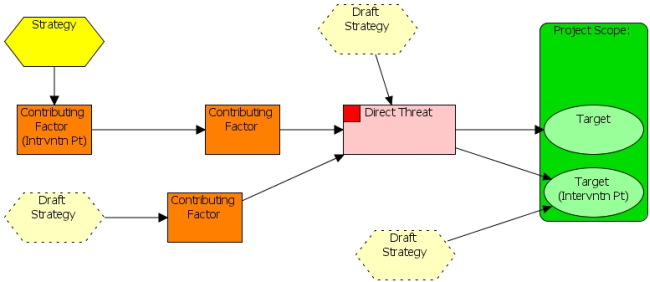 Strategy
Draft
Strategy
Project Scope:
Contributing
Factor
(Intrvntn Pt)
Contributing
Factor
Direct Threat
Target
Draft
Strategy
Contributing
Factor
Target
(Intervntn Pt)
Draft
Strategy